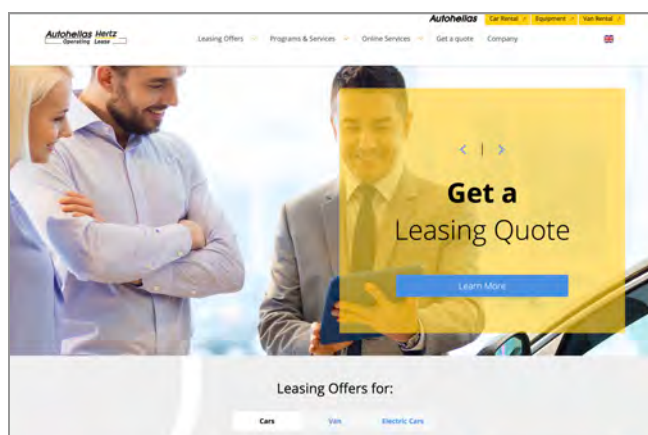 Autohellas Car Rental Equipment Van Rental
Autohellas Hertz
Operating Lease
Leasing Offers Programs & Services Online Services Get a quote Company
Get a
Leasing Quote
Learn More
Leasing Offers for:
Cars Van Electric Cars